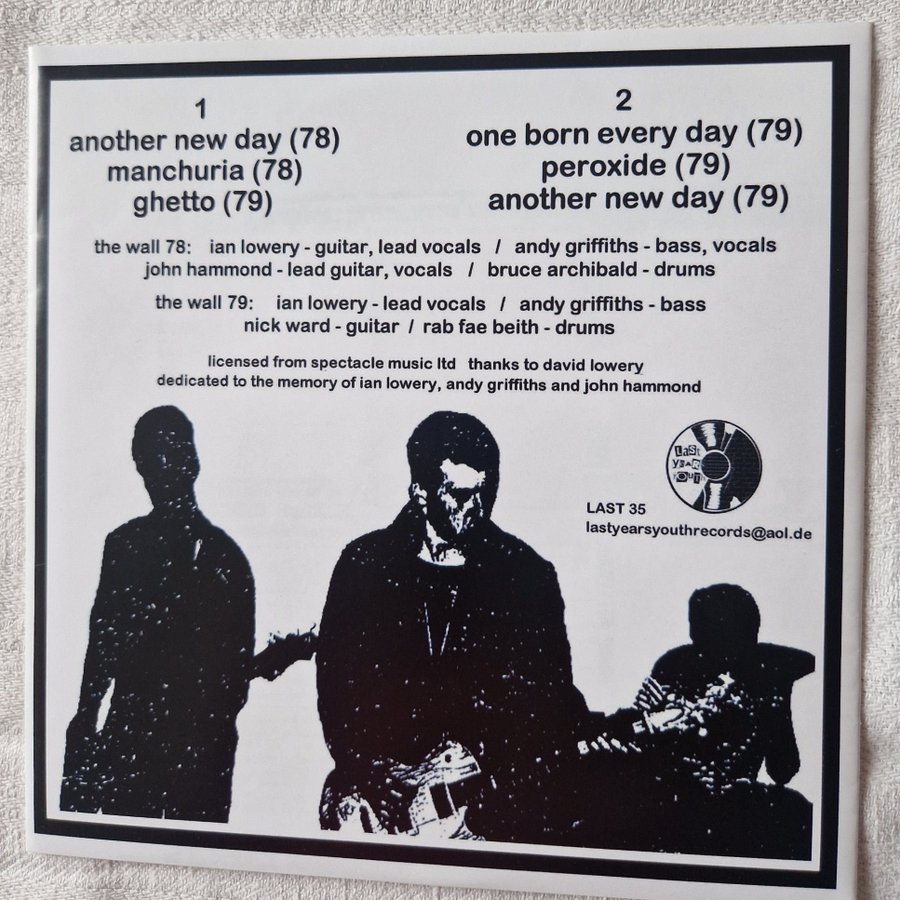 1
another new day (78)
manchuria (78)
ghetto (79)
2
one born every day (79)
peroxide (79)
another new day (79)
the wall 78: ian lowery - guitar, lead vocals / andy griffiths - bass, vocals
john hammond - lead guitar, vocals / bruce archibald - drums
the wall 79: ian lowery - lead vocals / andy griffiths - bass
nick ward - guitar / rab fae beith - drums
licensed from spectacle music ltd thanks to david lowery
dedicated to the memory of ian lowery, andy griffiths and john hammond
Last
YEAR
YOUTH
LAST 35
lastyearsyouthrecords@aol.de